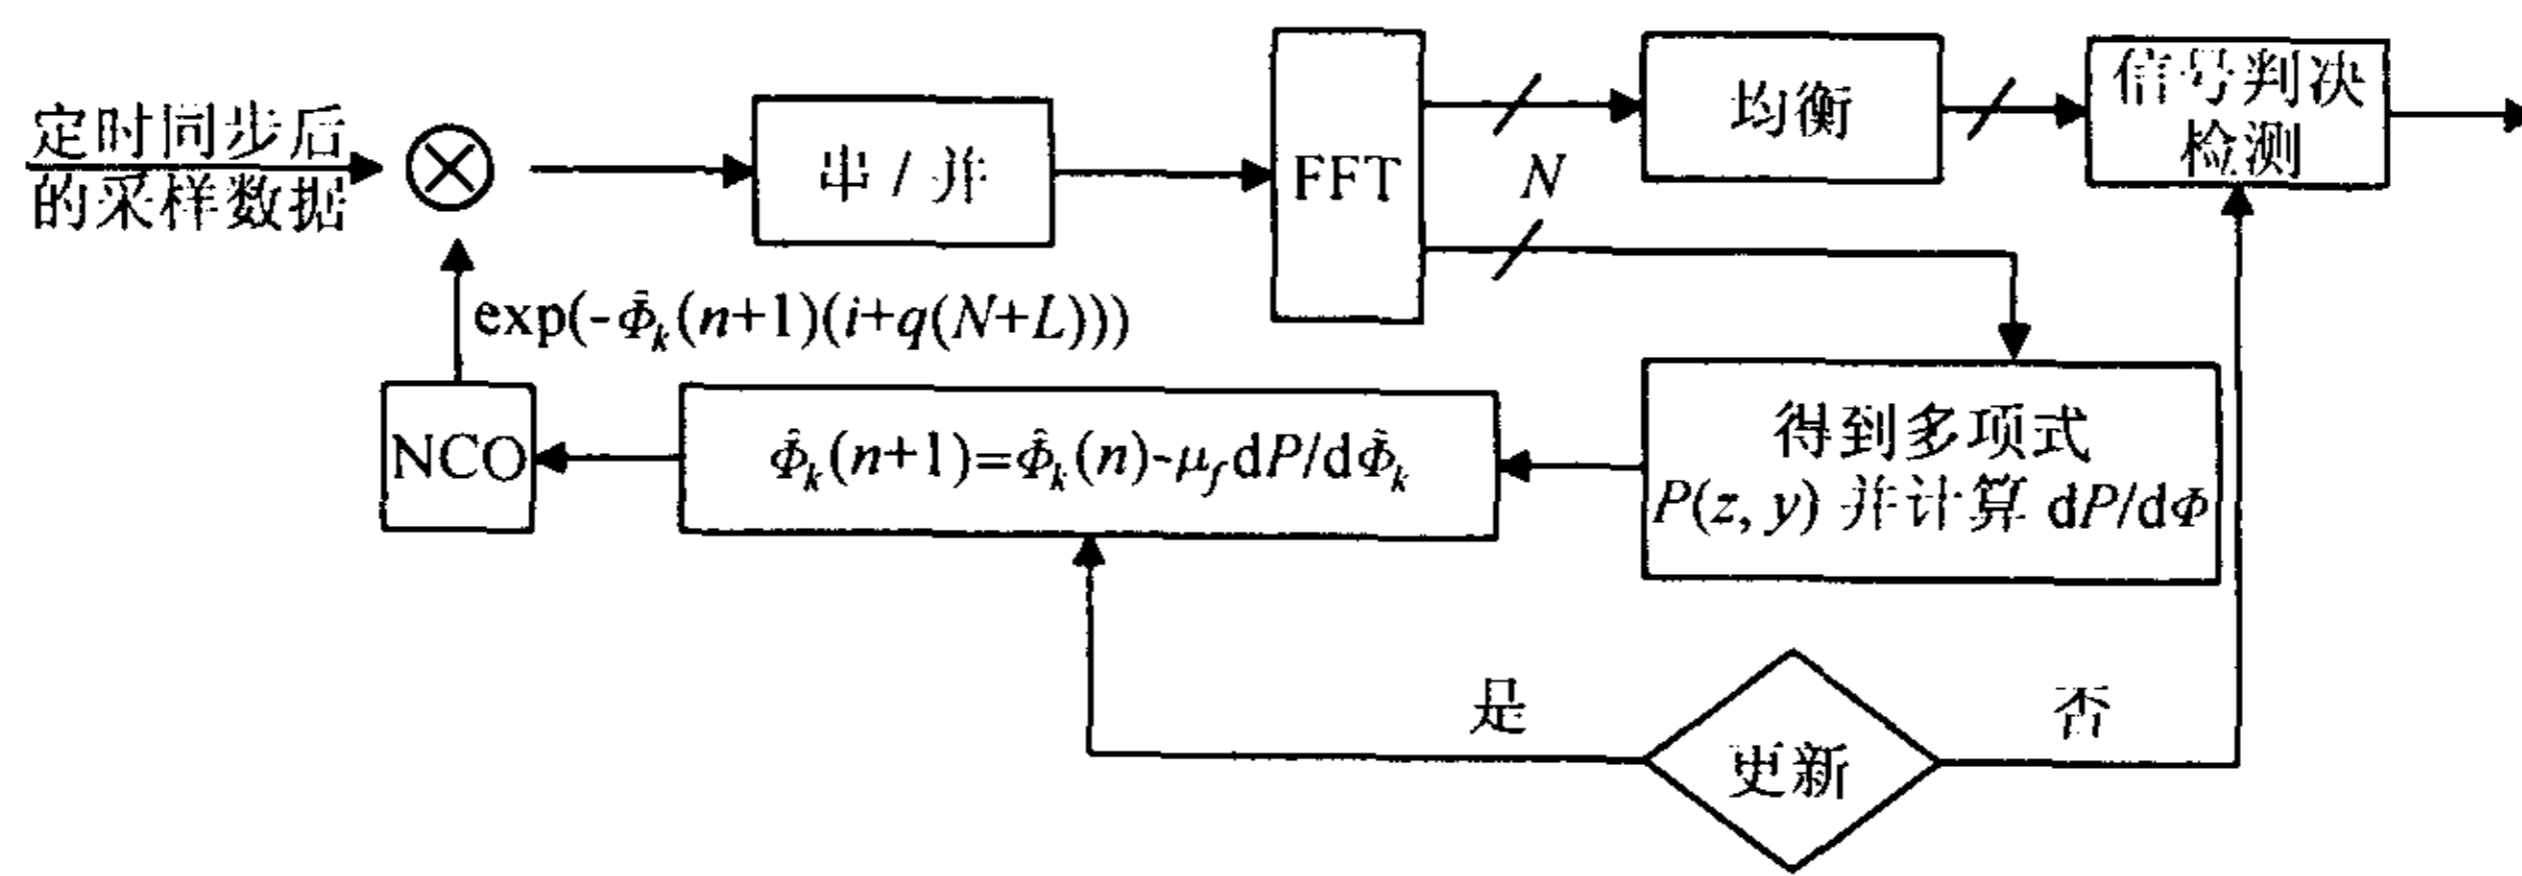 定时同步后
的采样数据
串 / 并
FFT
N
均衡
信号判决
检测
exp(-Φ̂ₖ(n+1)(i+q(N+L)))
NCO
Φ̂ₖ(n+1)=Φ̂ₖ(n)-μ_f dP/dΦ̂ₖ
得到多项式
P(z, y) 并计算 dP/dΦ
是
更新
否